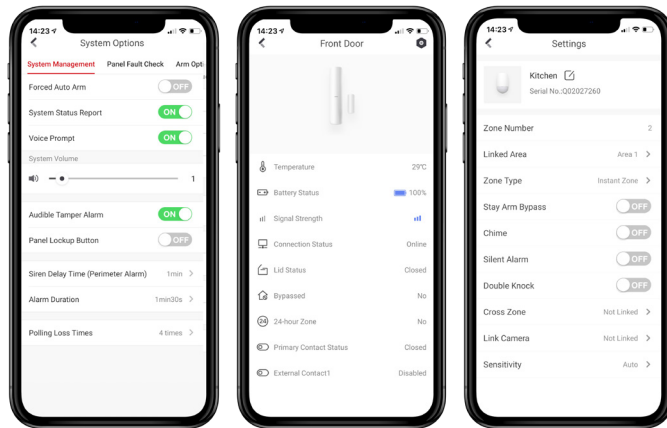 14:23
System Options
System Management Panel Fault Check Arm Opti
Forced Auto Arm OFF
System Status Report ON
Voice Prompt ON
System Volume
1
Audible Tamper Alarm ON
Panel Lockup Button OFF
Siren Delay Time (Perimeter Alarm) 1min
Alarm Duration 1min30s
Polling Loss Times 4 times
14:23
Front Door
Temperature 29℃
Battery Status 100%
Signal Strength
Connection Status Online
Lid Status Closed
Bypassed No
24 24-hour Zone No
Primary Contact Status Closed
External Contact1 Disabled
14:23
Settings
Kitchen
Serial No.:Q02027260
Zone Number 2
Linked Area Area 1
Zone Type Instant Zone
Stay Arm Bypass OFF
Chime OFF
Silent Alarm OFF
Double Knock OFF
Cross Zone Not Linked
Link Camera Not Linked
Sensitivity Auto